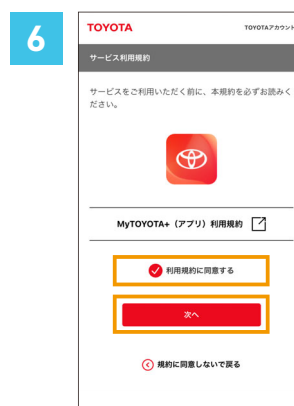 6
TOYOTA
TOYOTAアカウント
サービス利用規約
サービスをご利用いただく前に、本規約を必ずお読みく
ださい。
MyTOYOTA+（アプリ）利用規約
利用規約に同意する
次へ
規約に同意しないで戻る